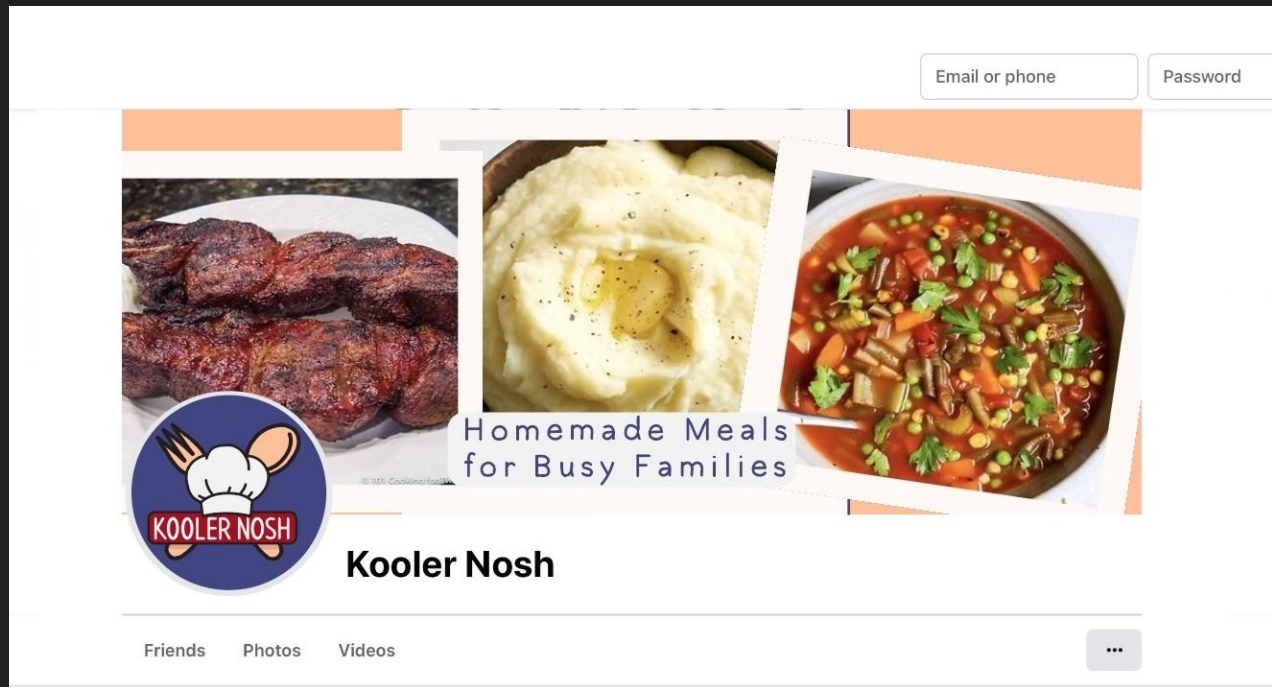 Email or phone
Password
Homemade Meals
for Busy Families
KOOLER NOSH
Kooler Nosh
Friends
Photos
Videos